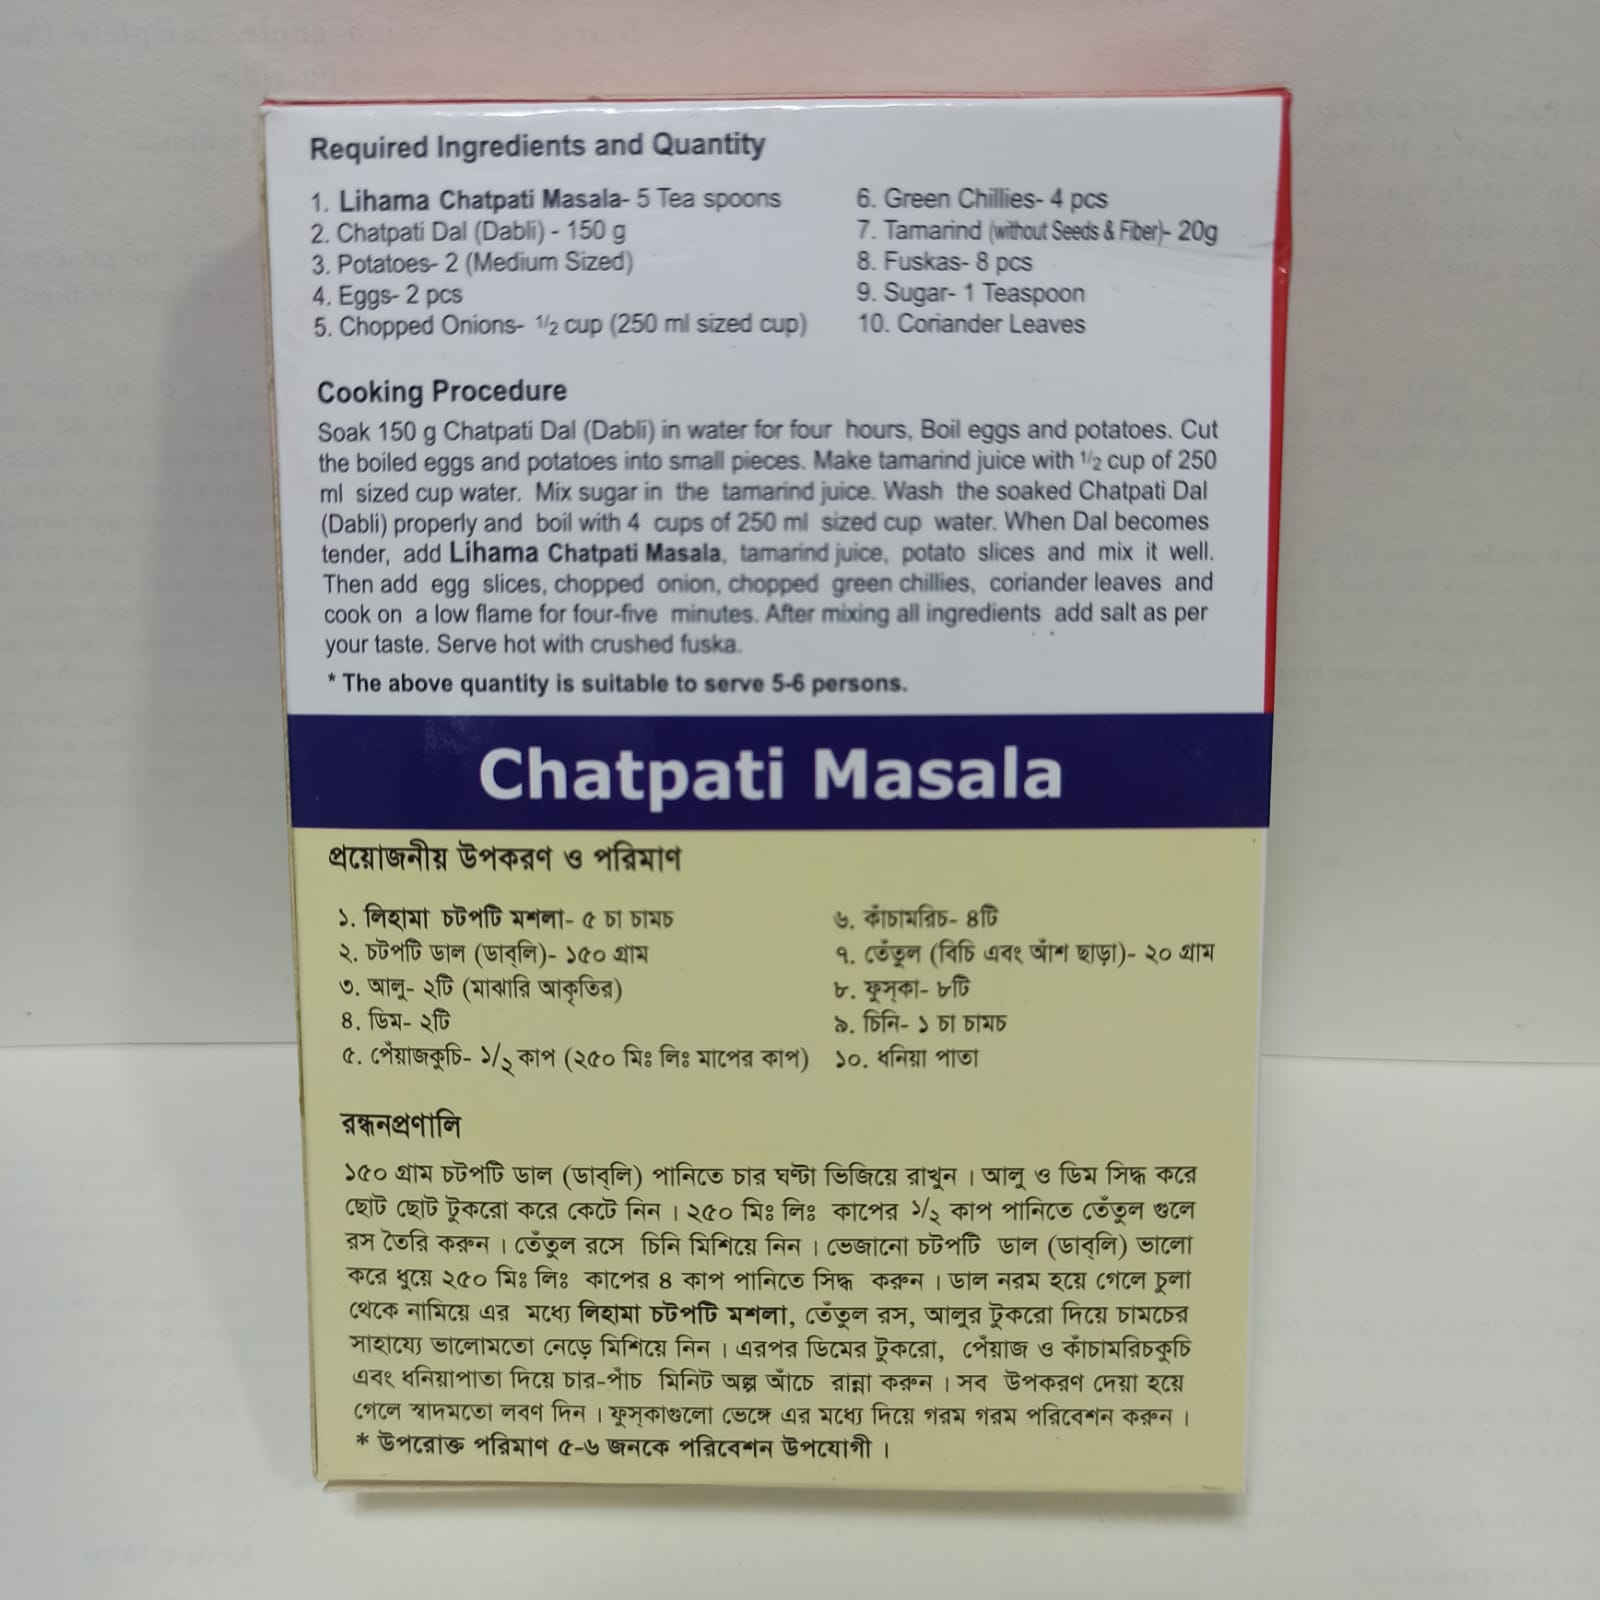 Required Ingredients and Quantity
1. Lihama Chatpati Masala- 5 Tea spoons
2. Chatpati Dal (Dabli) - 150 g
3. Potatoes- 2 (Medium Sized)
4. Eggs- 2 pcs
5. Chopped Onions- 1/2 cup (250 ml sized cup)
6. Green Chillies- 4 pcs
7. Tamarind (without Seeds & Fiber)- 20g
8. Fuskas- 8 pcs
9. Sugar- 1 Teaspoon
10. Coriander Leaves
Cooking Procedure
Soak 150 g Chatpati Dal (Dabli) in water for four hours, Boil eggs and potatoes. Cut
the boiled eggs and potatoes into small pieces. Make tamarind juice with 1/2 cup of 250
ml sized cup water. Mix sugar in the tamarind juice. Wash the soaked Chatpati Dal
(Dabli) properly and boil with 4 cups of 250 ml sized cup water. When Dal becomes
tender, add Lihama Chatpati Masala, tamarind juice, potato slices and mix it well.
Then add egg slices, chopped onion, chopped green chillies, coriander leaves and
cook on a low flame for four-five minutes. After mixing all ingredients add salt as per
your taste. Serve hot with crushed fuska.
* The above quantity is suitable to serve 5-6 persons.
Chatpati Masala
প্রয়োজনীয় উপকরণ ও পরিমাণ
১. লিহামা চটপটি মশলা- ৫ চা চামচ
২. চটপটি ডাল (ডাব্‌লি)- ১৫০ গ্রাম
৩. আলু- ২টি (মাঝারি আকৃতির)
৪. ডিম- ২টি
৫. পেঁয়াজকুচি- ১/২ কাপ (২৫০ মিঃ লিঃ মাপের কাপ)
৬. কাঁচামরিচ- ৪টি
৭. তেঁতুল (বিচি এবং আঁশ ছাড়া)- ২০ গ্রাম
৮. ফুস্‌কা- ৮টি
৯. চিনি- ১ চা চামচ
১০. ধনিয়া পাতা
রন্ধনপ্রণালি
১৫০ গ্রাম চটপটি ডাল (ডাব্‌লি) পানিতে চার ঘণ্টা ভিজিয়ে রাখুন। আলু ও ডিম সিদ্ধ করে
ছোট ছোট টুকরো করে কেটে নিন। ২৫০ মিঃ লিঃ কাপের ১/২ কাপ পানিতে তেঁতুল গুলে
রস তৈরি করুন। তেঁতুল রসে চিনি মিশিয়ে নিন। ভেজানো চটপটি ডাল (ডাব্‌লি) ভালো
করে ধুয়ে ২৫০ মিঃ লিঃ কাপের ৪ কাপ পানিতে সিদ্ধ করুন। ডাল নরম হয়ে গেলে চুলা
থেকে নামিয়ে এর মধ্যে লিহামা চটপটি মশলা, তেঁতুল রস, আলুর টুকরো দিয়ে চামচের
সাহায্যে ভালোমতো নেড়ে মিশিয়ে নিন। এরপর ডিমের টুকরো, পেঁয়াজ ও কাঁচামরিচকুচি
এবং ধনিয়াপাতা দিয়ে চার-পাঁচ মিনিট অল্প আঁচে রান্না করুন। সব উপকরণ দেয়া হয়ে
গেলে স্বাদমতো লবণ দিন। ফুস্‌কাগুলো ভেঙ্গে এর মধ্যে দিয়ে গরম গরম পরিবেশন করুন।
* উপরোক্ত পরিমাণ ৫-৬ জনকে পরিবেশন উপযোগী।